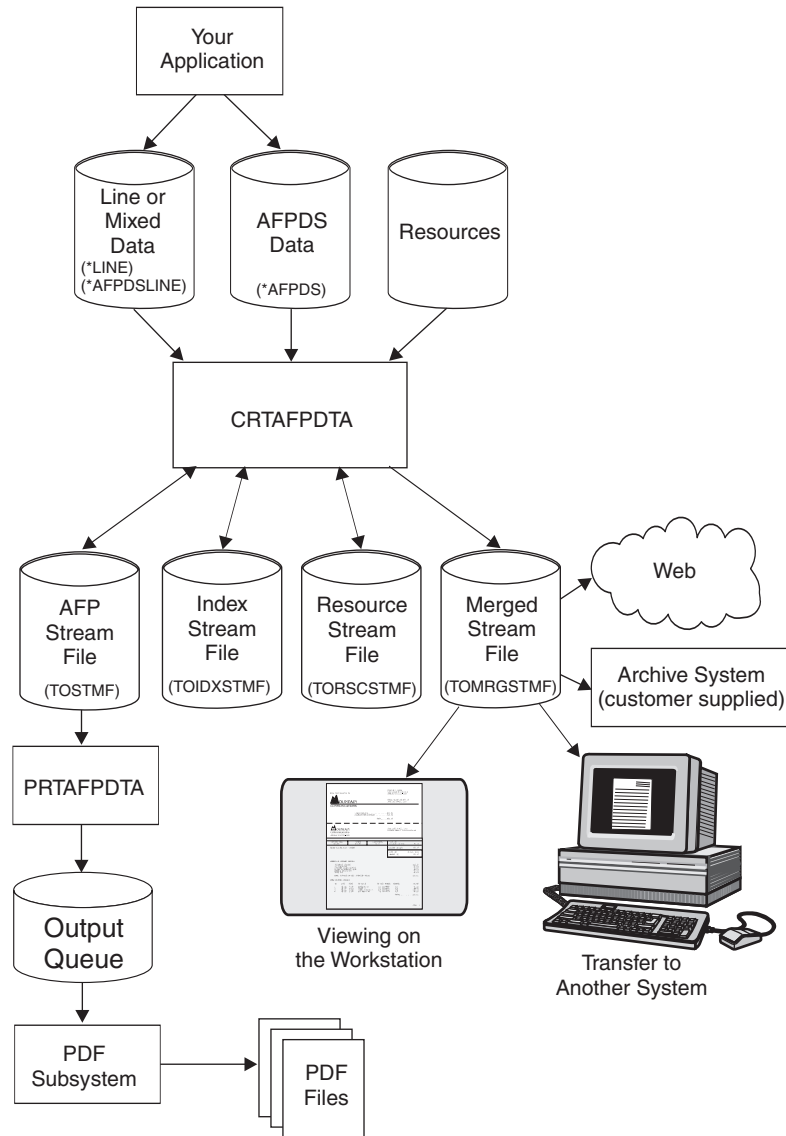 Your
Application
Line or
Mixed
Data
(*LINE)
(*AFPDSLINE)
AFPDS
Data
(*AFPDS)
Resources
CRTAFPDTA
AFP
Stream
File
(TOSTMF)
Index
Stream
File
(TOIDXSTMF)
Resource
Stream
File
(TORSCSTMF)
Merged
Stream
File
(TOMRGSTMF)
Web
Archive System
(customer supplied)
PRTAFPDTA
Viewing on
the Workstation
Transfer to
Another System
Output
Queue
PDF
Subsystem
PDF
Files